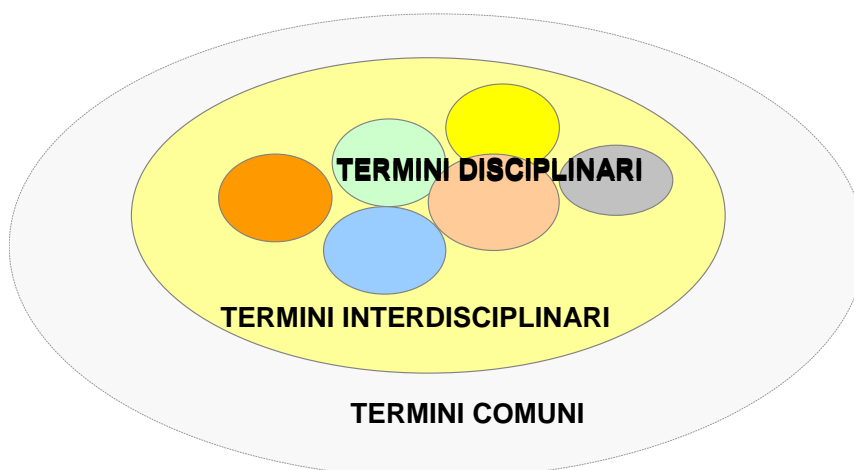 TERMINI DISCIPLINARI
TERMINI INTERDISCIPLINARI
TERMINI COMUNI